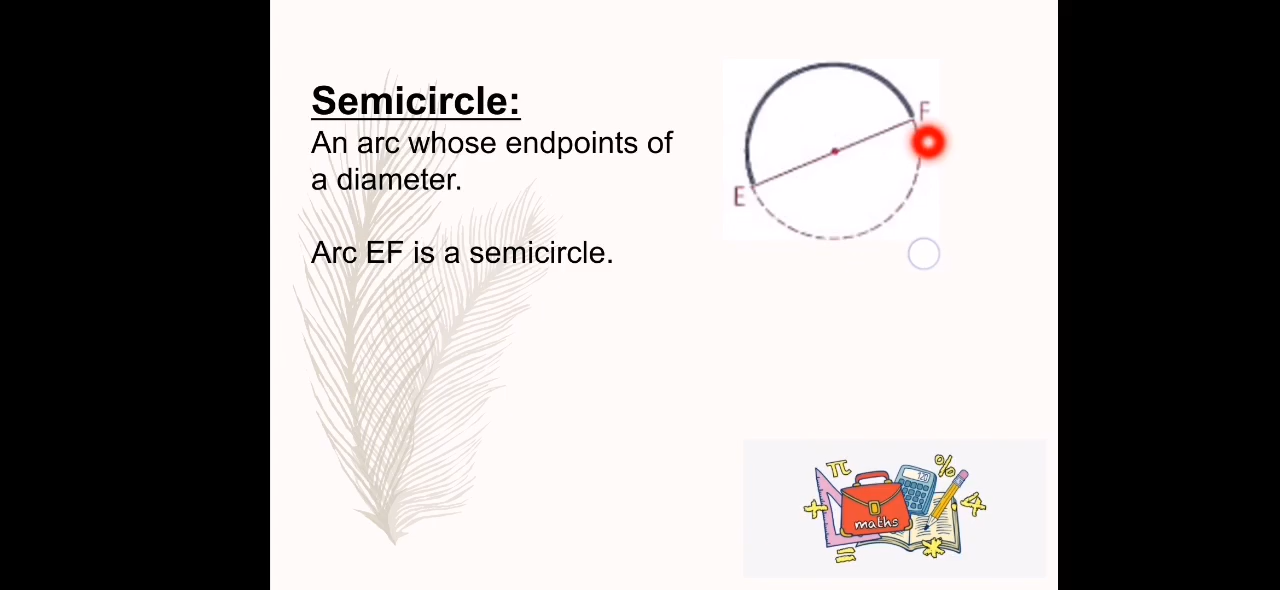 Semicircle:
An arc whose endpoints of
a diameter.
Arc EF is a semicircle.
F
E
π
%
+
maths
=
*